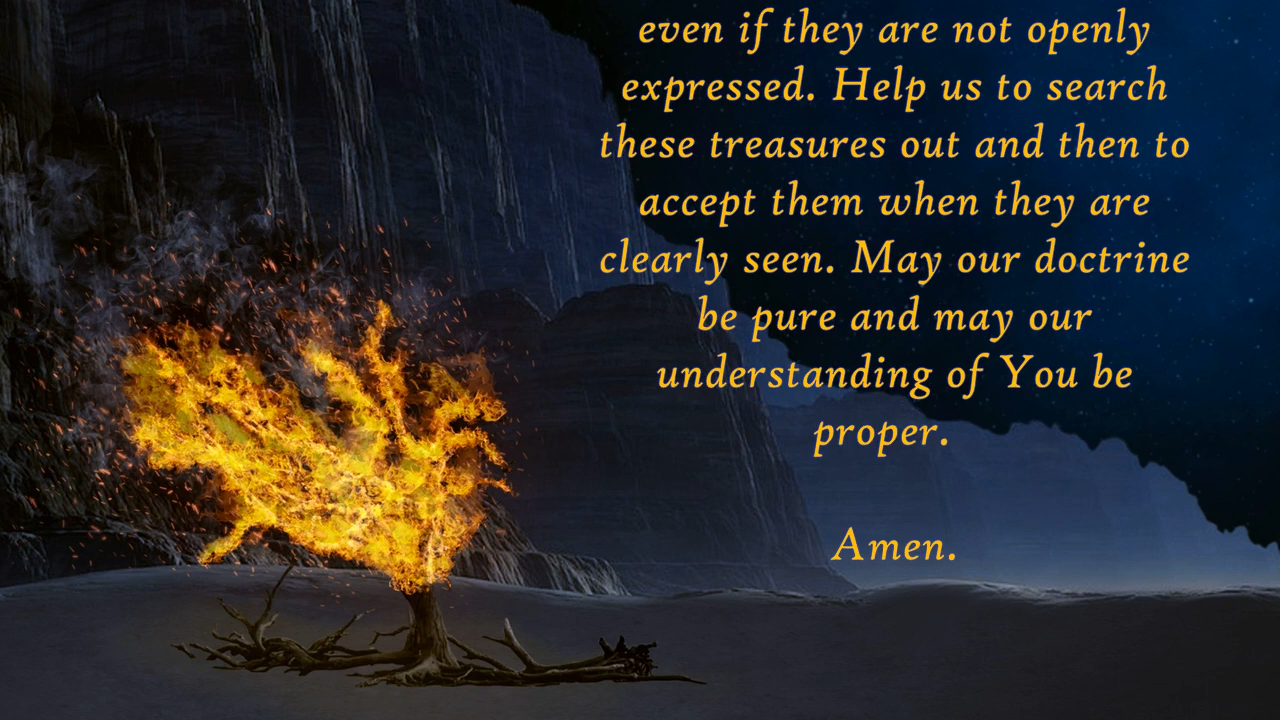 even if they are not openly
expressed. Help us to search
these treasures out and then to
accept them when they are
clearly seen. May our doctrine
be pure and may our
understanding of You be
proper.
Amen.